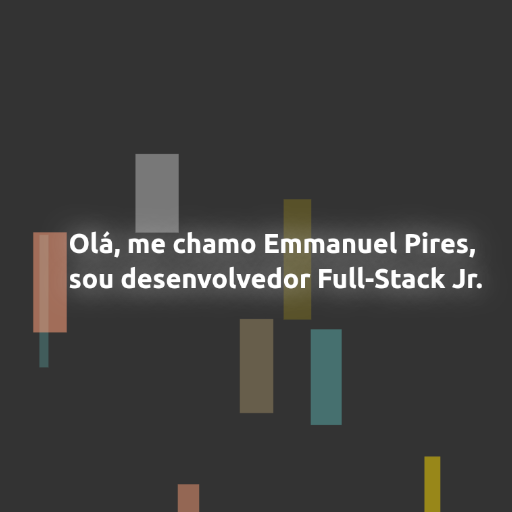 Olá, me chamo Emmanuel Pires,
sou desenvolvedor Full-Stack Jr.